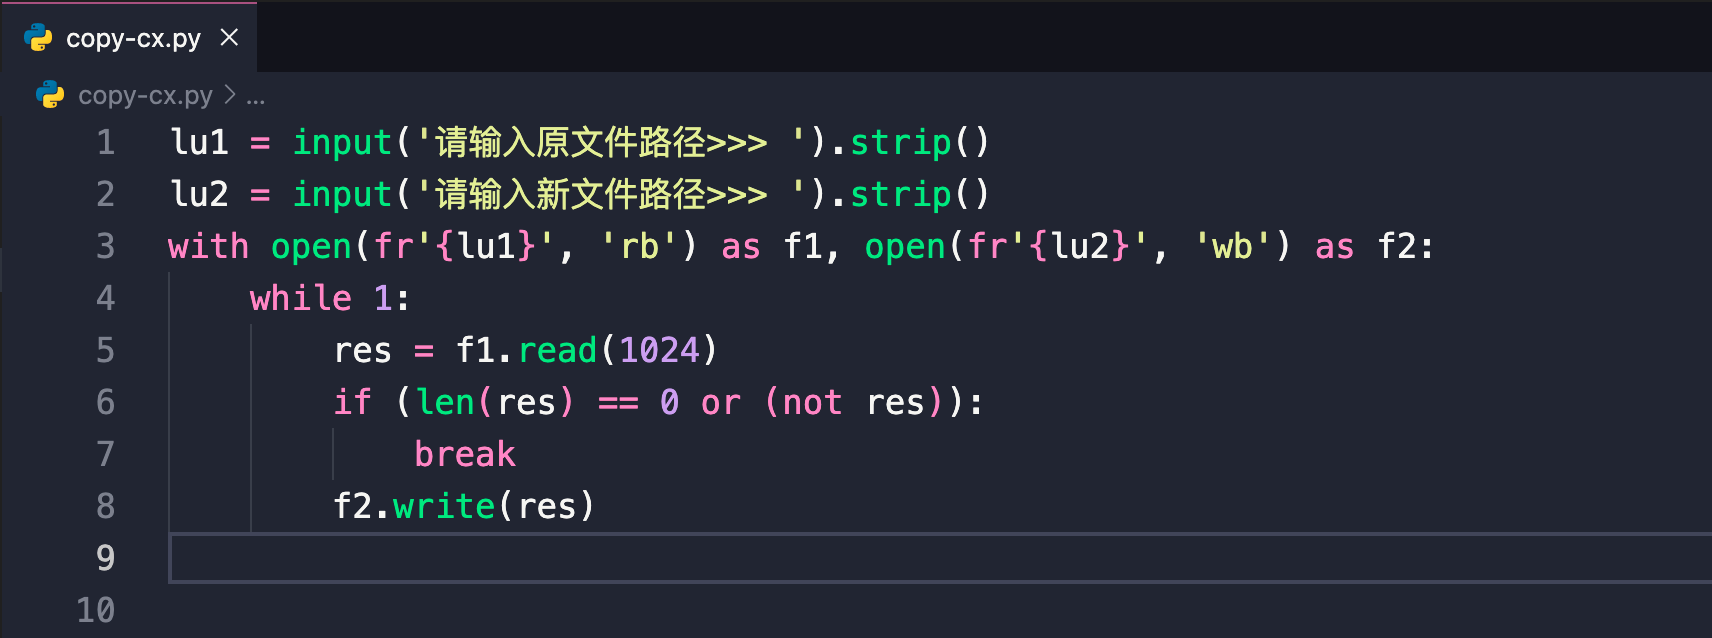 copy-cx.py
copy-cx.py > ...
1 lu1 = input('请输入原文件路径>>> ').strip()
2 lu2 = input('请输入新文件路径>>> ').strip()
3 with open(fr'{lu1}', 'rb') as f1, open(fr'{lu2}', 'wb') as f2:
4     while 1:
5         res = f1.read(1024)
6         if (len(res) == 0 or (not res)):
7             break
8         f2.write(res)
9
10